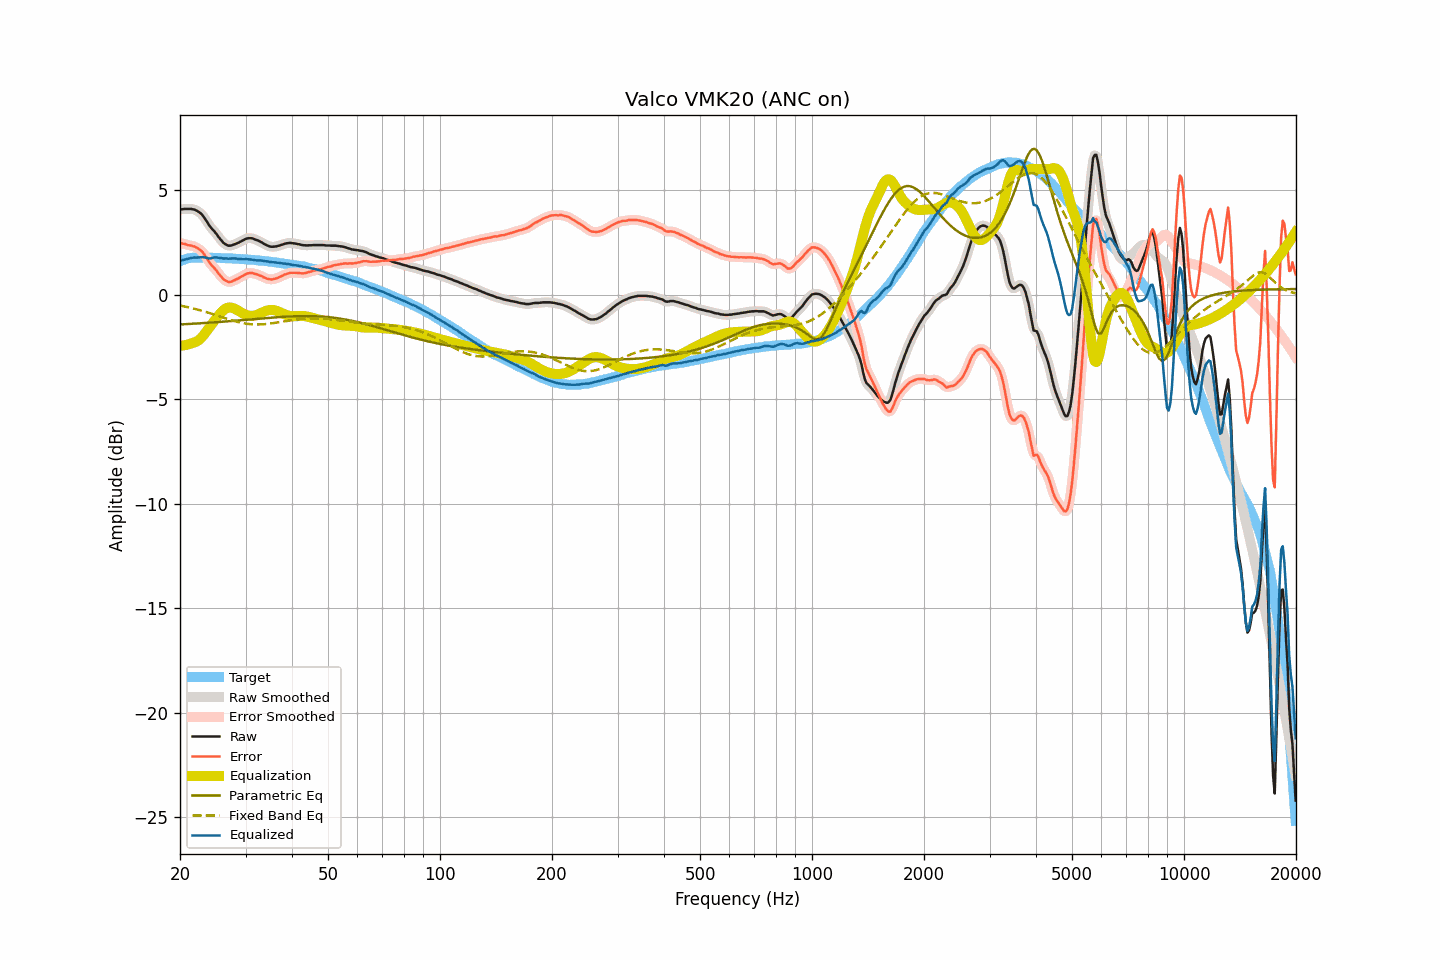 Valco VMK20 (ANC on)
5
0
−5
−10
−15
−20
−25
Amplitude (dBr)
Target
Raw Smoothed
Error Smoothed
Raw
Error
Equalization
Parametric Eq
Fixed Band Eq
Equalized
20 50 100 200 500 1000 2000 5000 10000 20000
Frequency (Hz)